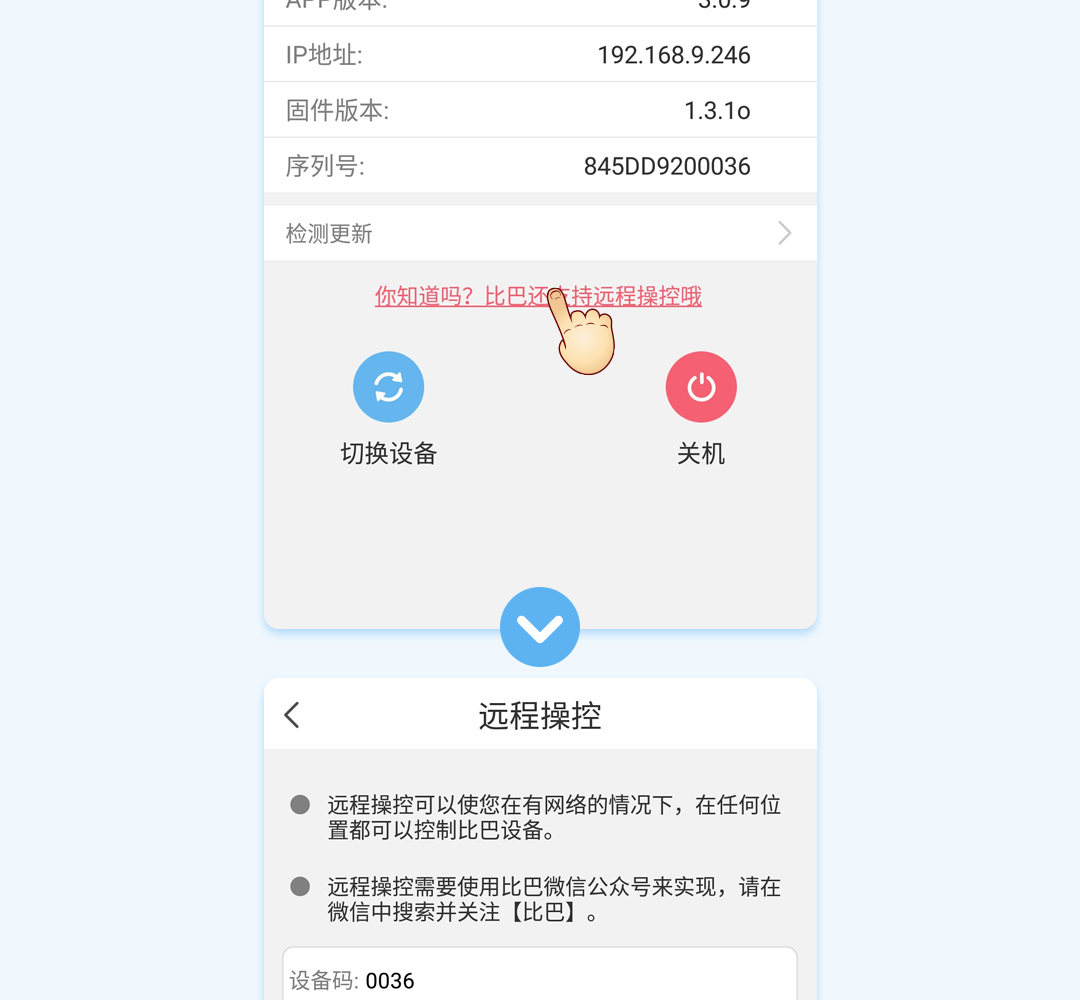 APP版本:
3.0.9
IP地址:
192.168.9.246
固件版本:
1.3.1o
序列号:
845DD9200036
检测更新
你知道吗？比巴还支持远程操控哦
切换设备
关机
远程操控
远程操控可以使您在有网络的情况下，在任何位
置都可以控制比巴设备。
远程操控需要使用比巴微信公众号来实现，请在
微信中搜索并关注【比巴】。
设备码: 0036